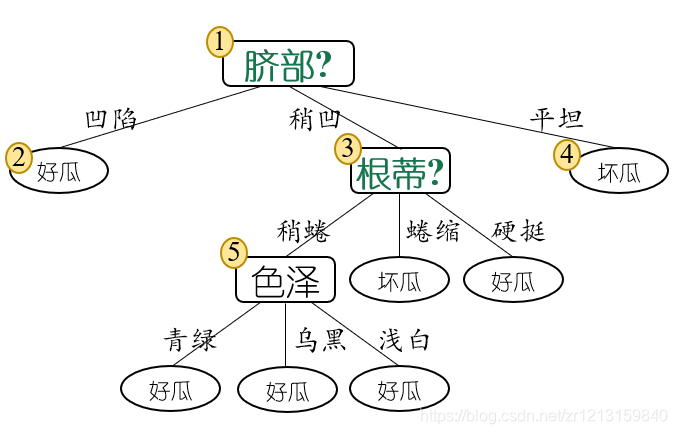 1
脐部?
凹陷
稍凹
平坦
2
好瓜
3
根蒂?
4
坏瓜
稍蜷
蜷缩
硬挺
5
色泽
坏瓜
好瓜
青绿
乌黑
浅白
好瓜
好瓜
好瓜
https://blog.csdn.net/zr1213159840